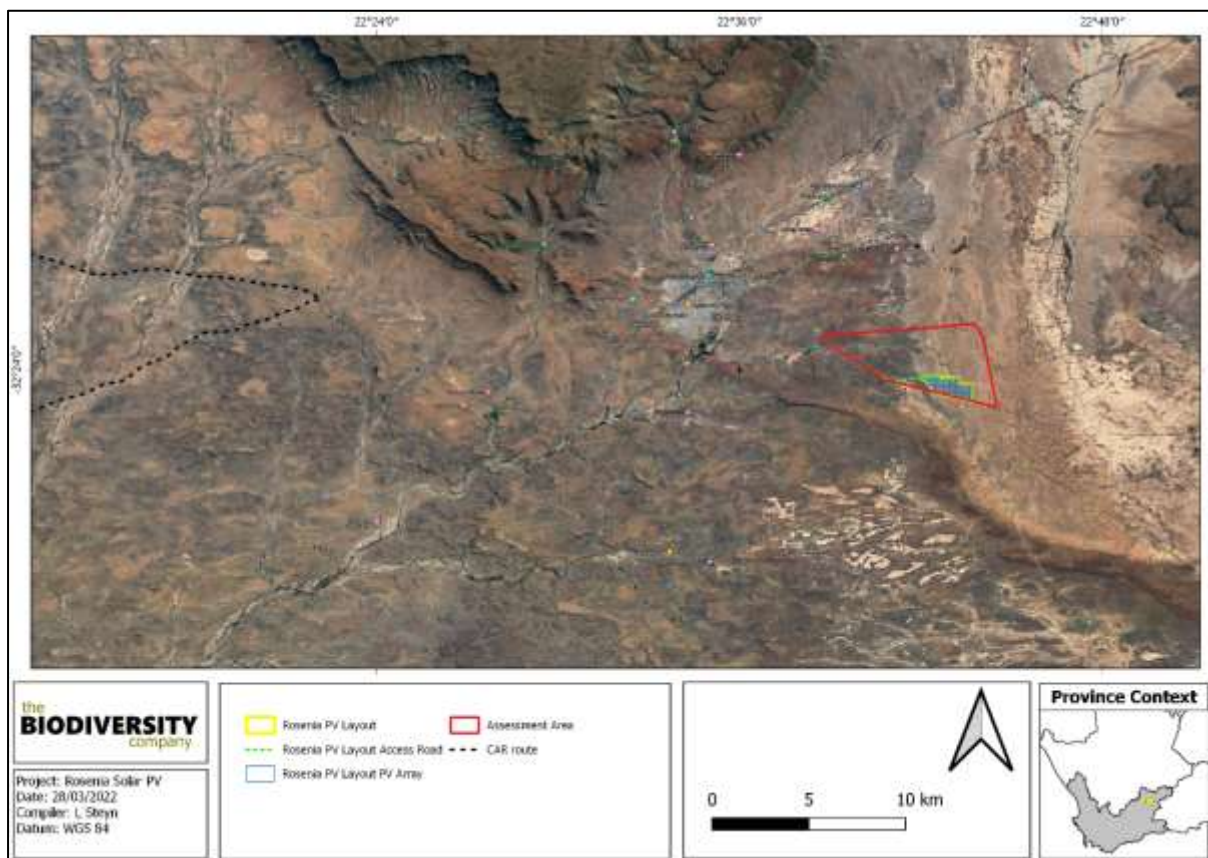 22°24'0"
22°36'0"
22°48'0"
-32°24'0"
the
BIODIVERSITY
company
Project: Rosenia Solar PV
Date: 28/03/2022
Compiler: L Steyn
Datum: WGS 84
Rosenia PV Layout
Rosenia PV Layout Access Road
Rosenia PV Layout PV Array
Assessment Area
CAR route
0 5 10 km
Province Context